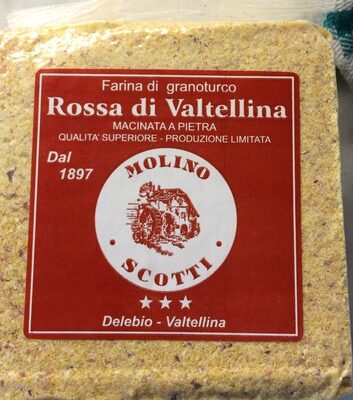 Farina di granoturco
Rossa di Valtellina
MACINATA A PIETRA
QUALITA' SUPERIORE - PRODUZIONE LIMITATA
Dal
1897
MOLINO
SCOTTI
Delebio - Valtellina